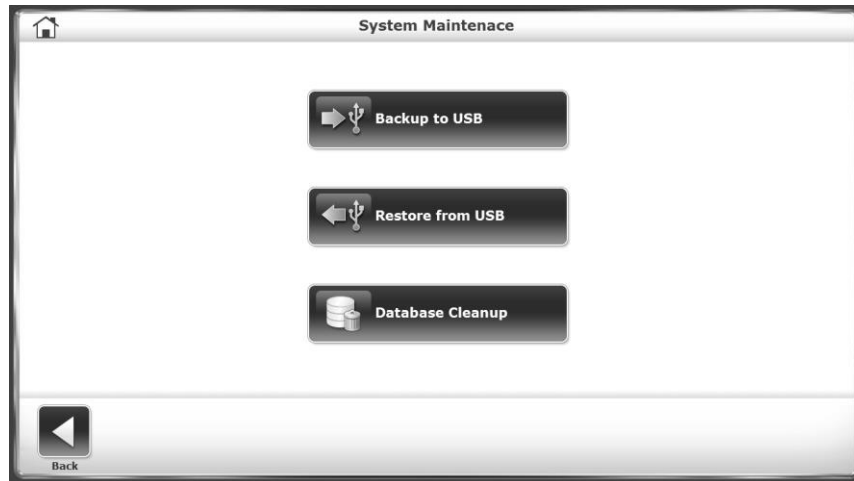 System Maintenace
Backup to USB
Restore from USB
Database Cleanup
Back